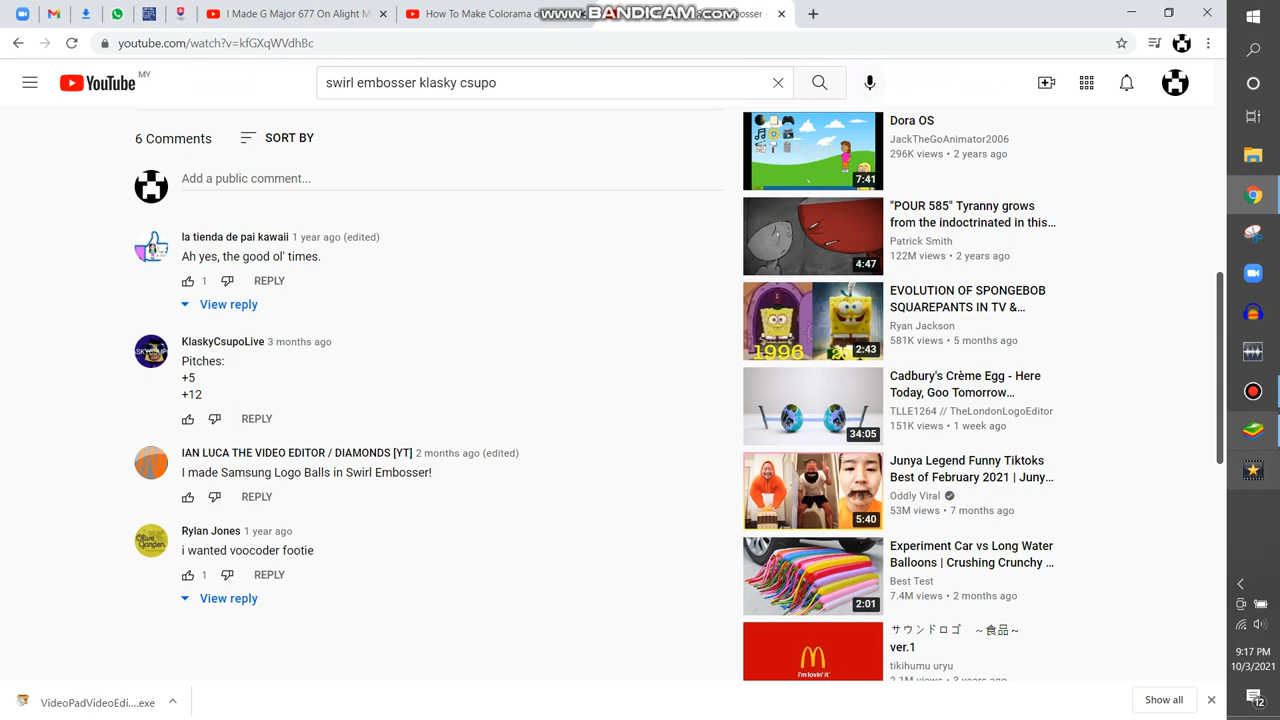 I Made G Major 677 On Alight M
How To Make Colorama o
WWW.BANDICAM.COM
bosser -
youtube.com/watch?v=kfGXqWVdhBc
YouTube
MY
swirl embosser klasky csupo
6 Comments
SORT BY
Add a public comment...
la tienda de pai kawaii 1 year ago (edited)
Ah yes, the good ol' times.
1
REPLY
View reply
KlaskyCsupoLive 3 months ago
Pitches:
+5
+12
REPLY
IAN LUCA THE VIDEO EDITOR / DIAMONDS [YT] 2 months ago (edited)
I made Samsung Logo Balls in Swirl Embosser!
REPLY
Olive Garden
Rylan Jones 1 year ago
i wanted voocoder footie
1
REPLY
View reply
7:41
Dora OS
JackTheGoAnimator2006
296K views • 2 years ago
4:47
"POUR 585" Tyranny grows
from the indoctrinated in this...
Patrick Smith
122M views • 2 years ago
1996
2:43
EVOLUTION OF SPONGEBOB
SQUAREPANTS IN TV &...
Ryan Jackson
581K views • 5 months ago
34:05
Cadbury's Crème Egg - Here
Today, Goo Tomorrow...
TLLE1264 // TheLondonLogoEditor
151K views • 1 week ago
5:40
Junya Legend Funny Tiktoks
Best of February 2021 | Juny...
Oddly Viral
53M views • 7 months ago
2:01
Experiment Car vs Long Water
Balloons | Crushing Crunchy ...
Best Test
7.4M views • 2 months ago
i'm lovin' it
サウンドロゴ ～食品～
ver.1
tikihumu uryu
2.1M views • 3 years ago
VideoPadVideoEdi....exe
Show all
9:17 PM
10/3/2021
12